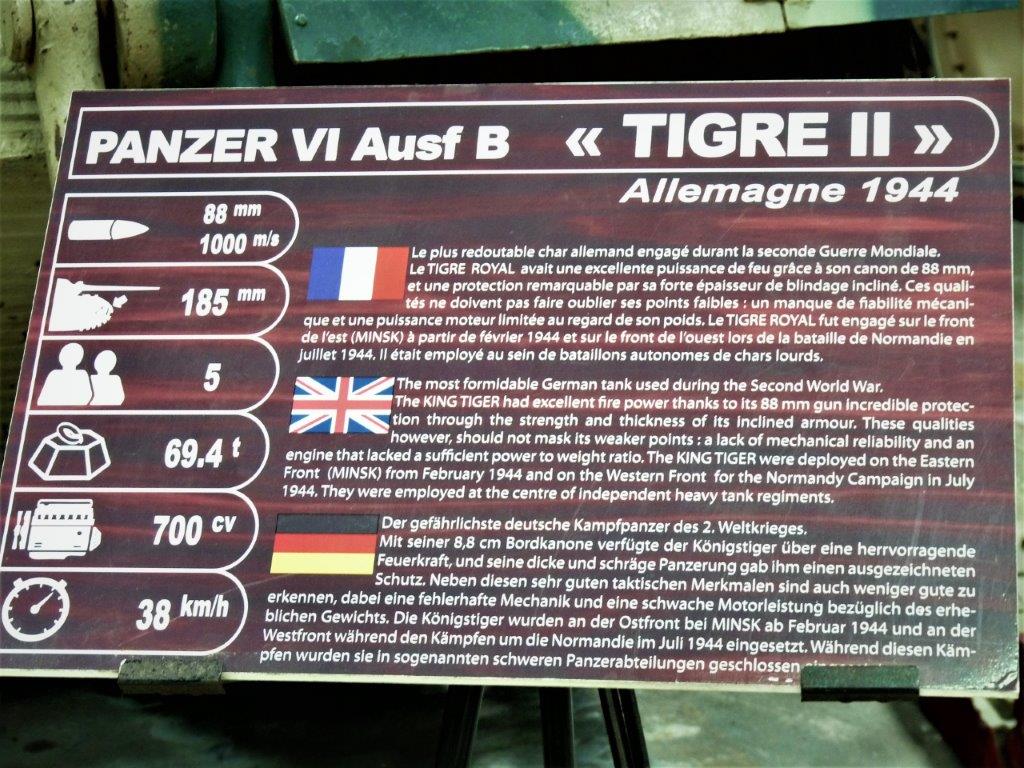 PANZER VI Ausf B « TIGRE II »
Allemagne 1944
88 mm
1000 m/s
185 mm
5
69.4 t
700 CV
38 km/h
Le plus redoutable char allemand engagé durant la seconde Guerre Mondiale.
Le TIGRE ROYAL avait une excellente puissance de feu grâce à son canon de 88 mm,
et une protection remarquable par sa forte épaisseur de blindage incliné. Ces quali-
tés ne doivent pas faire oublier ses points faibles : un manque de fiabilité mécani-
que et une puissance moteur limitée au regard de son poids. Le TIGRE ROYAL fut engagé sur le front
de l'est (MINSK) à partir de février 1944 et sur le front de l'ouest lors de la bataille de Normandie en
juillet 1944. Il était employé au sein de bataillons autonomes de chars lourds.
The most formidable German tank used during the Second World War.
The KING TIGER had excellent fire power thanks to its 88 mm gun incredible protec-
tion through the strength and thickness of its inclined armour. These qualities
however, should not mask its weaker points : a lack of mechanical reliability and an
engine that lacked a sufficient power to weight ratio. The KING TIGER were deployed on the Eastern
Front (MINSK) from February 1944 and on the Western Front for the Normandy Campaign in July
1944. They were employed at the centre of independent heavy tank regiments.
Der gefährlichste deutsche Kampfpanzer des 2. Weltkrieges.
Mit seiner 8,8 cm Bordkanone verfügte der Königstiger über eine herrvorragende
Feuerkraft, und seine dicke und schräge Panzerung gab ihm einen ausgezeichneten
Schutz. Neben diesen sehr guten taktischen Merkmalen sind auch weniger gute zu
erkennen, dabei eine fehlerhafte Mechanik und eine schwache Motorleistung bezüglich des erhe-
blichen Gewichts. Die Königstiger wurden an der Ostfront bei MINSK ab Februar 1944 und an der
Westfront während den Kämpfen um die Normandie im Juli 1944 eingesetzt. Während diesen Käm-
pfen wurden sie in sogenannten schweren Panzerabteilungen geschlossen